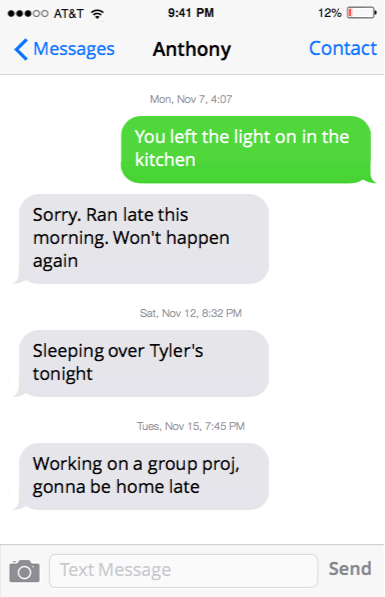 AT&T 9:41 PM 12%
Messages Anthony Contact
Mon, Nov 7, 4:07
You left the light on in the
kitchen
Sorry. Ran late this
morning. Won't happen
again
Sat, Nov 12, 8:32 PM
Sleeping over Tyler's
tonight
Tues, Nov 15, 7:45 PM
Working on a group proj,
gonna be home late
Text Message Send